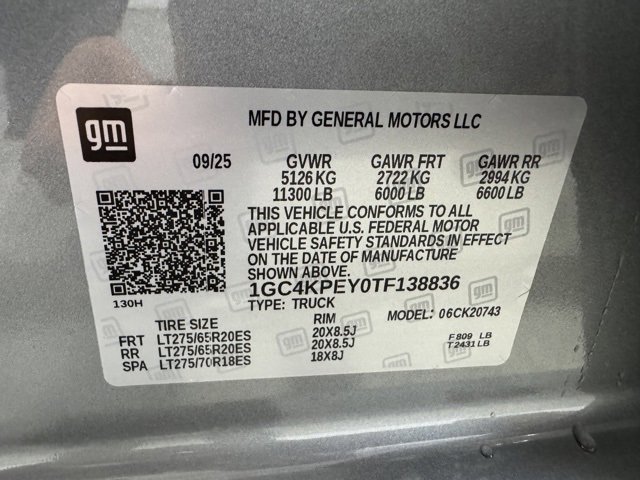 gm
MFD BY GENERAL MOTORS LLC
09/25 GVWR GAWR FRT GAWR RR
5126 KG 2722 KG 2994 KG
11300 LB 6000 LB 6600 LB
THIS VEHICLE CONFORMS TO ALL
APPLICABLE U.S. FEDERAL MOTOR
VEHICLE SAFETY STANDARDS IN EFFECT
ON THE DATE OF MANUFACTURE
SHOWN ABOVE.
130H
1GC4KPEY0TF138836
TYPE: TRUCK MODEL: 06CK20743
TIRE SIZE RIM
FRT LT275/65R20ES 20X8.5J F 809 LB
RR LT275/65R20ES 20X8.5J T 2431 LB
SPA LT275/70R18ES 18X8J